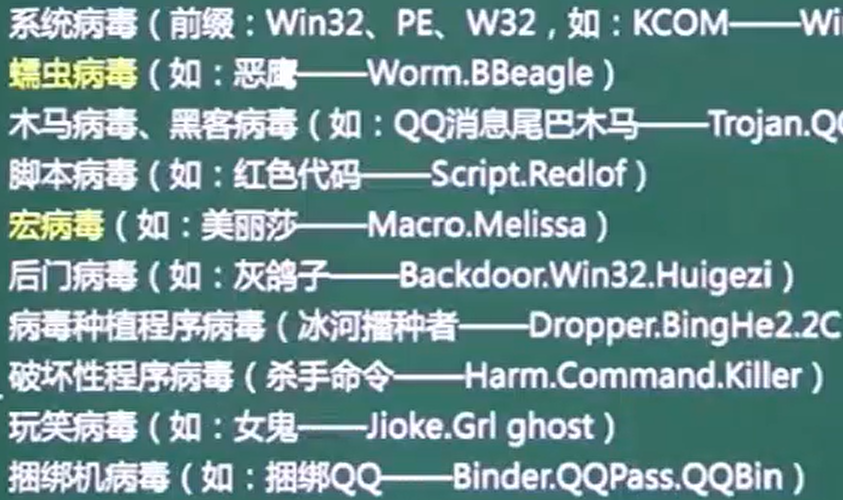 系统病毒（前缀：Win32、PE、W32，如：KCOM——Wi
蠕虫病毒（如：恶鹰——Worm.BBeagle）
木马病毒、黑客病毒（如：QQ消息尾巴木马——Trojan.QQ
脚本病毒（如：红色代码——Script.Redlof）
宏病毒（如：美丽莎——Macro.Melissa）
后门病毒（如：灰鸽子——Backdoor.Win32.Huigezi）
病毒种植程序病毒（冰河播种者——Dropper.BingHe2.2C
破坏性程序病毒（杀手命令——Harm.Command.Killer）
玩笑病毒（如：女鬼——Jioke.Grl ghost）
捆绑机病毒（如：捆绑QQ——Binder.QQPass.QQBin）